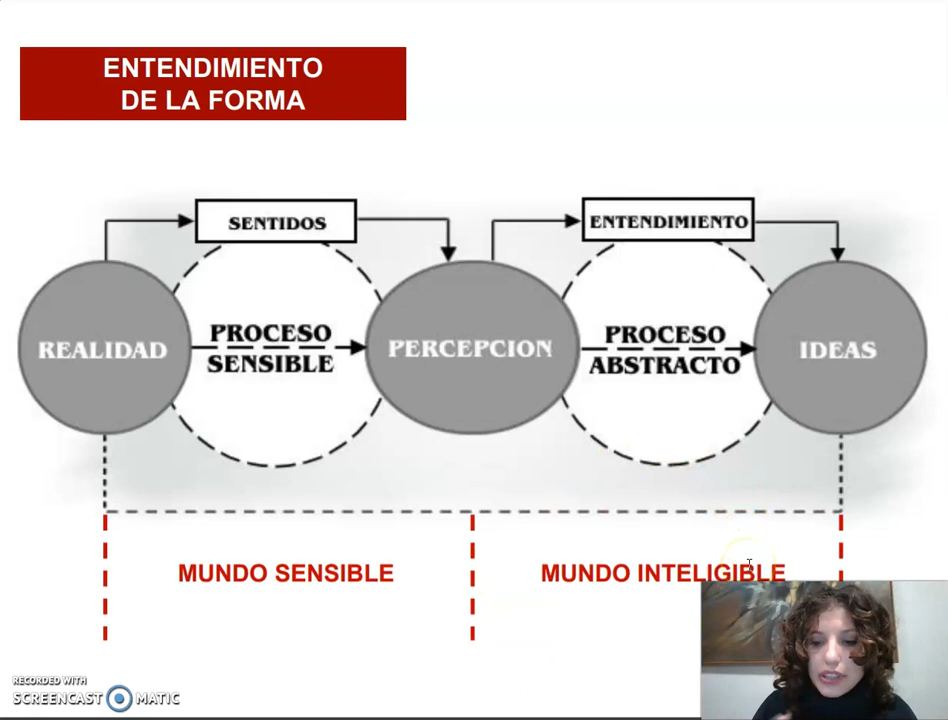 ENTENDIMIENTO
DE LA FORMA
SENTIDOS
ENTENDIMIENTO
REALIDAD
PROCESO
SENSIBLE
PERCEPCION
PROCESO
ABSTRACTO
IDEAS
MUNDO SENSIBLE
MUNDO INTELIGIBLE
RECORDED WITH
SCREENCAST MATIC